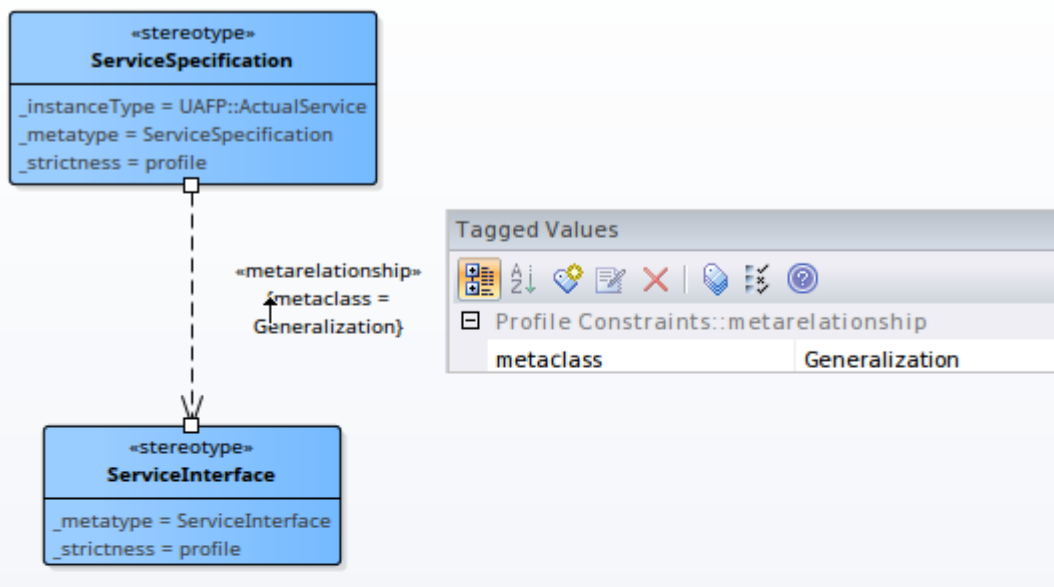 «stereotype»
ServiceSpecification
_instanceType = UAFP::ActualService
_metatype = ServiceSpecification
_strictness = profile
«metarelationship»
{metaclass =
Generalization}
Tagged Values
Profile Constraints::metarelationship
metaclass Generalization
«stereotype»
ServiceInterface
_metatype = ServiceInterface
_strictness = profile